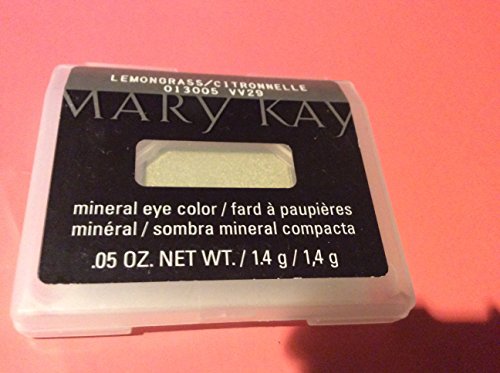 LEMONGRASS/CITRONNELLE
013005 VV29
MARY KAY
mineral eye color / fard à paupières
minéral / sombra mineral compacta
.05 OZ. NET WT. / 1.4 g / 1,4 g